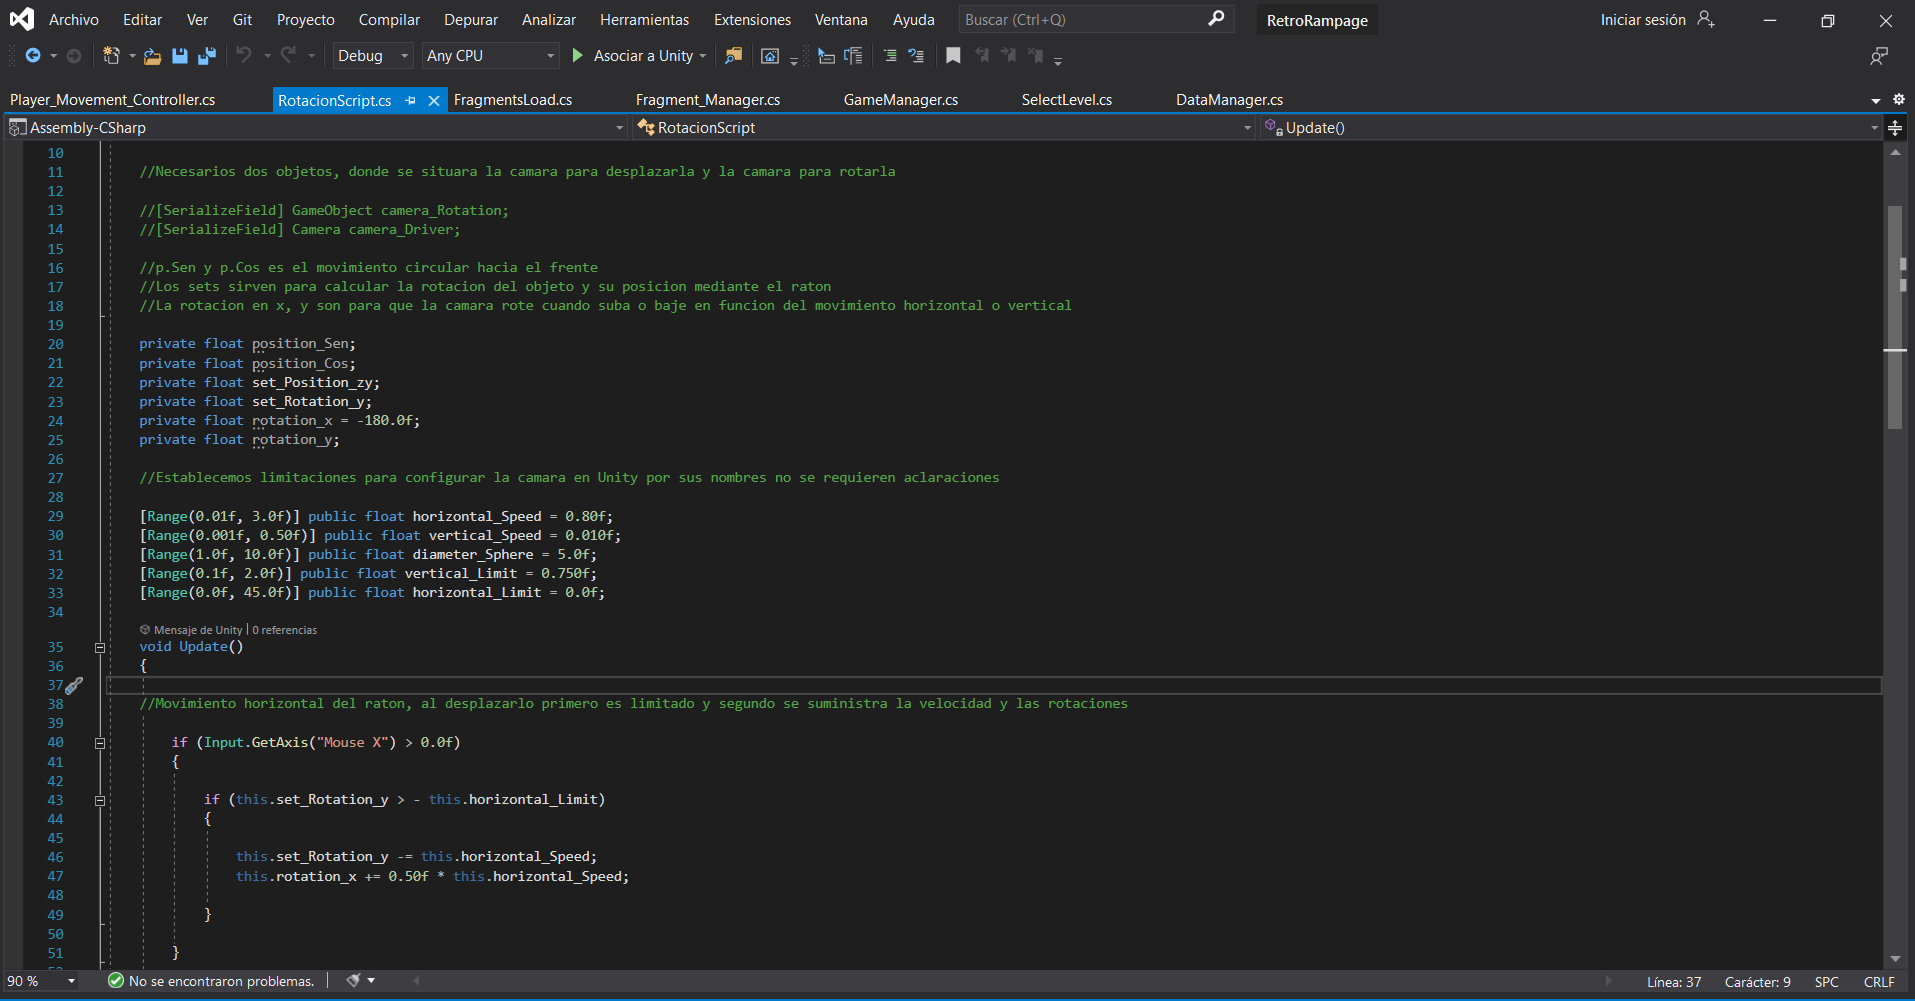 Archivo Editar Ver Git Proyecto Compilar Depurar Analizar Herramientas Extensiones Ventana Ayuda Buscar (Ctrl+Q) RetroRampage Iniciar sesión
Debug Any CPU Asociar a Unity
Player_Movement_Controller.cs RotacionScript.cs FragmentsLoad.cs Fragment_Manager.cs GameManager.cs SelectLevel.cs DataManager.cs
Assembly-CSharp RotacionScript Update()
10
11 //Necesarios dos objetos, donde se situara la camara para desplazarla y la camara para rotarla
12
13 //[SerializeField] GameObject camera_Rotation;
14 //[SerializeField] Camera camera_Driver;
15
16 //p.Sen y p.Cos es el movimiento circular hacia el frente
17 //Los sets sirven para calcular la rotacion del objeto y su posicion mediante el raton
18 //La rotacion en x, y son para que la camara rote cuando suba o baje en funcion del movimiento horizontal o vertical
19
20 private float position_Sen;
21 private float position_Cos;
22 private float set_Position_zy;
23 private float set_Rotation_y;
24 private float rotation_x = -180.0f;
25 private float rotation_y;
26
27 //Establecemos limitaciones para configurar la camara en Unity por sus nombres no se requieren aclaraciones
28
29 [Range(0.01f, 3.0f)] public float horizontal_Speed = 0.80f;
30 [Range(0.001f, 0.50f)] public float vertical_Speed = 0.010f;
31 [Range(1.0f, 10.0f)] public float diameter_Sphere = 5.0f;
32 [Range(0.1f, 2.0f)] public float vertical_Limit = 0.750f;
33 [Range(0.0f, 45.0f)] public float horizontal_Limit = 0.0f;
34
Mensaje de Unity | 0 referencias
35 void Update()
36 {
37
38 //Movimiento horizontal del raton, al desplazarlo primero es limitado y segundo se suministra la velocidad y las rotaciones
39
40 if (Input.GetAxis("Mouse X") > 0.0f)
41 {
42
43 if (this.set_Rotation_y > - this.horizontal_Limit)
44 {
45
46 this.set_Rotation_y -= this.horizontal_Speed;
47 this.rotation_x += 0.50f * this.horizontal_Speed;
48
49 }
50
51 }
90 % No se encontraron problemas. Línea: 37 Carácter: 9 SPC CRLF